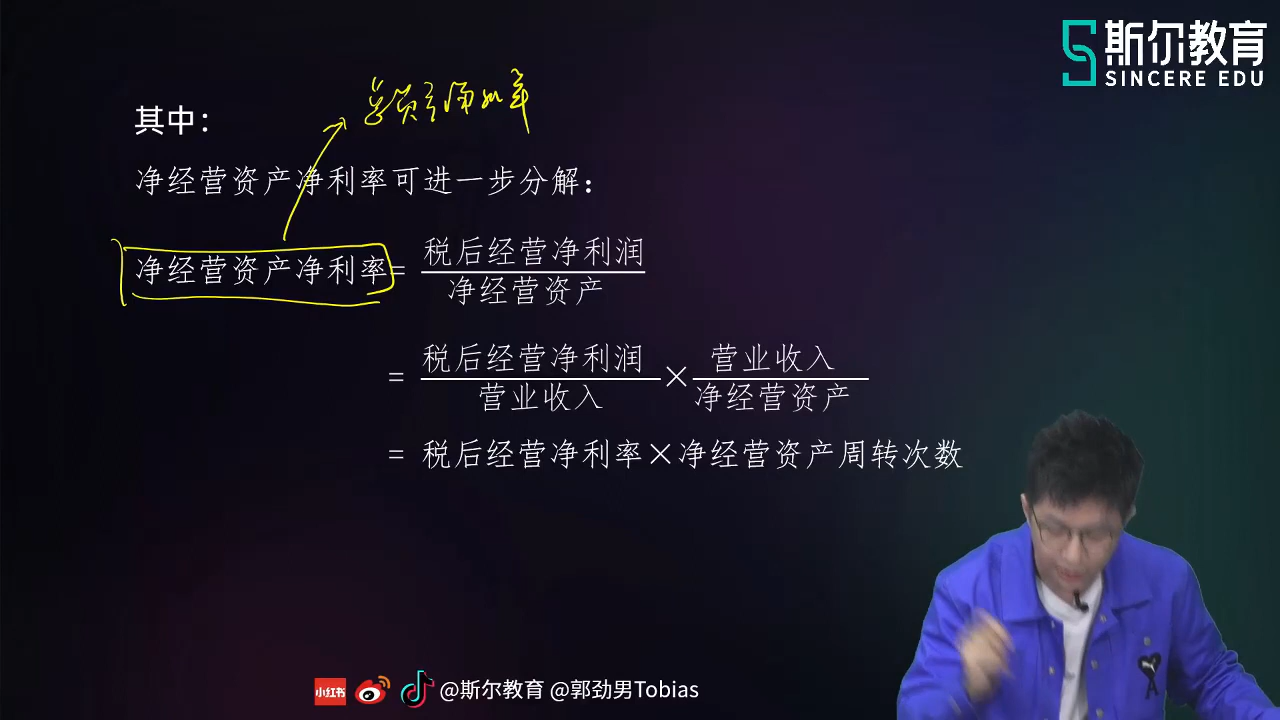 斯尔教育
SINCERE EDU
其中：
净经营资产净利率可进一步分解：
净经营资产净利率= 税后经营净利润
净经营资产
= 税后经营净利润 × 营业收入
营业收入 净经营资产
= 税后经营净利率×净经营资产周转次数
小红书 @斯尔教育 @郭劲男Tobias